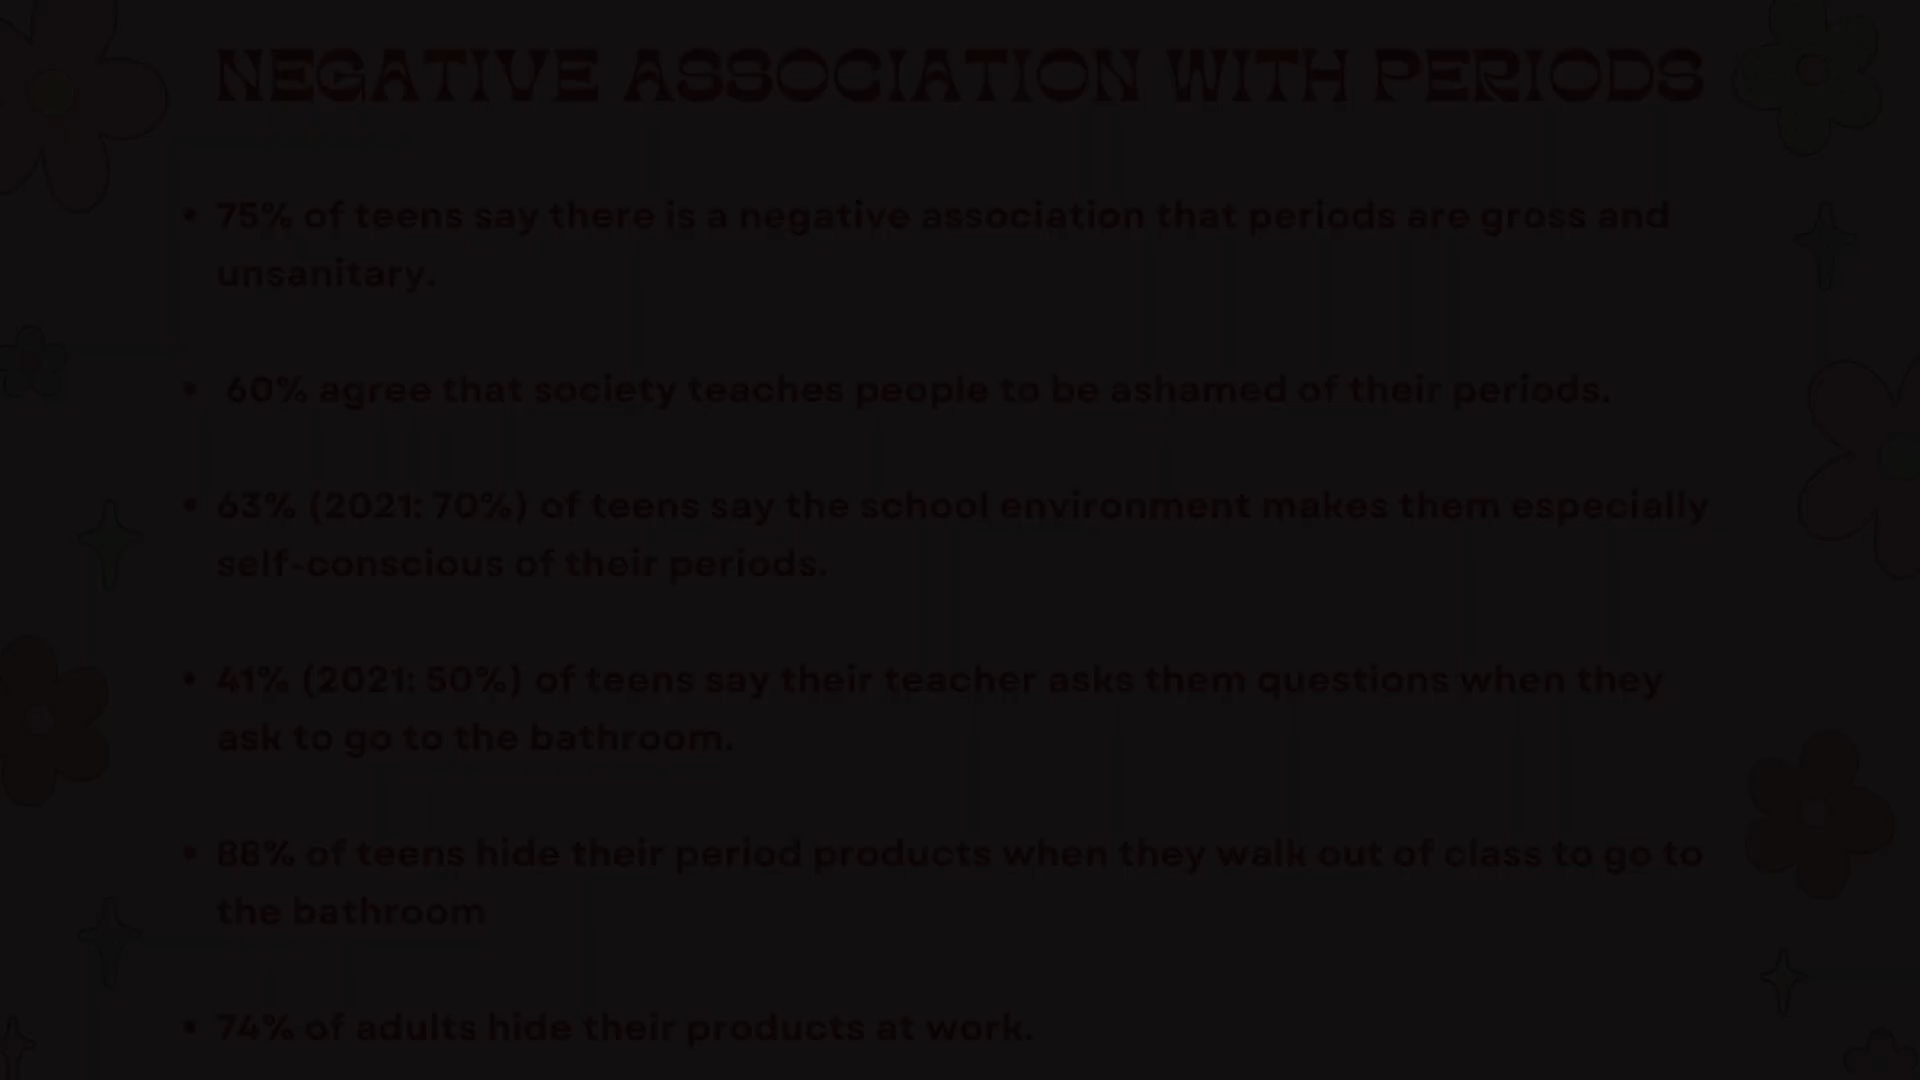 NEGATIVE ASSOCIATION WITH PERIODS
• 75% of teens say there is a negative association that periods are gross and
unsanitary.
• 60% agree that society teaches people to be ashamed of their periods.
• 63% (2021: 70%) of teens say the school environment makes them especially
self-conscious of their periods.
• 41% (2021: 50%) of teens say their teacher asks them questions when they
ask to go to the bathroom.
• 88% of teens hide their period products when they walk out of class to go to
the bathroom
• 74% of adults hide their products at work.